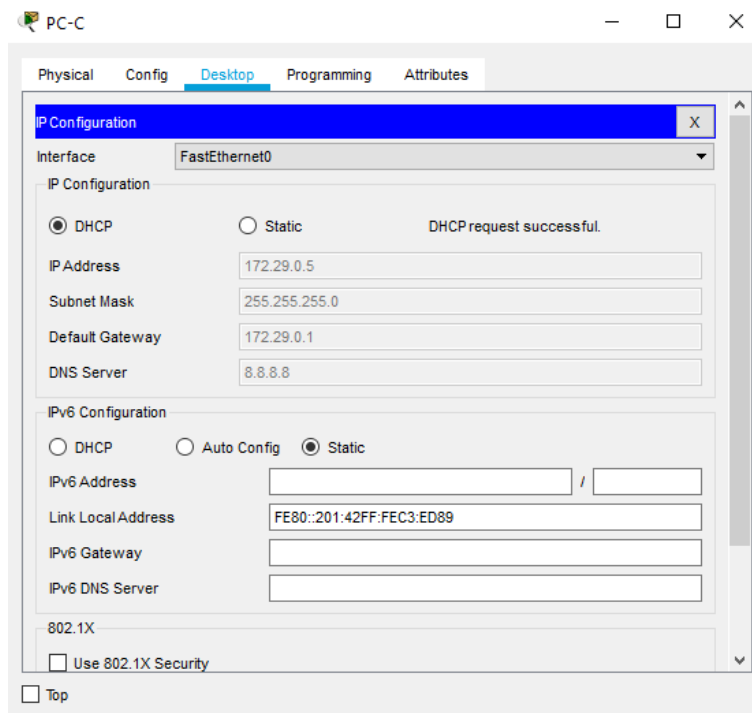 PC-C
Physical Config Desktop Programming Attributes
IP Configuration X
Interface FastEthernet0
IP Configuration
DHCP Static DHCP request successful.
IP Address 172.29.0.5
Subnet Mask 255.255.255.0
Default Gateway 172.29.0.1
DNS Server 8.8.8.8
IPv6 Configuration
DHCP Auto Config Static
IPv6 Address /
Link Local Address FE80::201:42FF:FEC3:ED89
IPv6 Gateway
IPv6 DNS Server
802.1X
Use 802.1X Security
Top